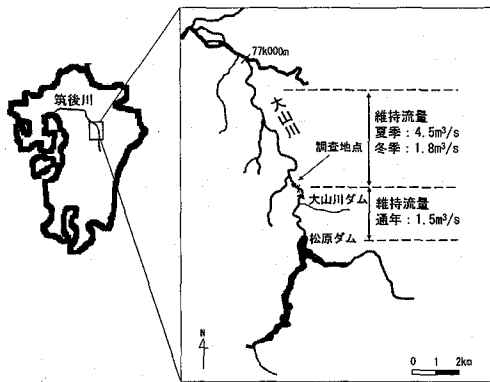 筑後川
77k000m
大山川
調査地点
大山川ダム
松原ダム
維持流量
夏季:4.5m³/s
冬季:1.8m³/s
維持流量
通年:1.5m³/s
N
0 1 2km